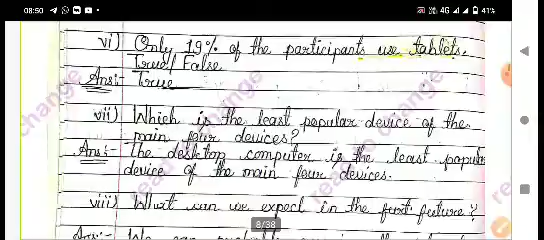 08:50
4G
41%
vi) Only 19% of the participants use tablets.
True/False
Ans:- True
vii) Which is the least popular device of the
main four devices?
Ans:- The desktop computer is the least popular
device of the main four devices.
viii) What can we expect in the
8/38